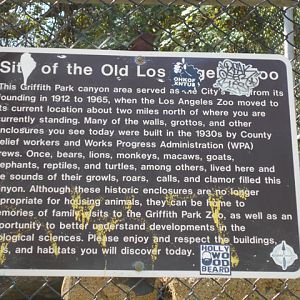 Site of the Old Los Angeles Zoo
This Griffith Park canyon area served as the City's from its
founding in 1912 to 1965, when the Los Angeles Zoo moved to
its current location about two miles north of where you are
currently standing. Many of the walls, grottos, and other
enclosures you see today were built in the 1930s by County
relief workers and Works Progress Administration (WPA)
crews. Once, bears, lions, monkeys, macaws, goats,
elephants, reptiles, and turtles, among others, lived here and
the sounds of their growls, roars, calls, and clamor filled this
canyon. Although these historic enclosures are no longer
appropriate for housing animals, they are home to
memories of family visits to the Griffith Park Zoo, as well as an
opportunity to better understand developments in the
biological sciences. Please enjoy and respect the buildings,
and habitats you will discover today.
HOLLY
WOOD
BEARD